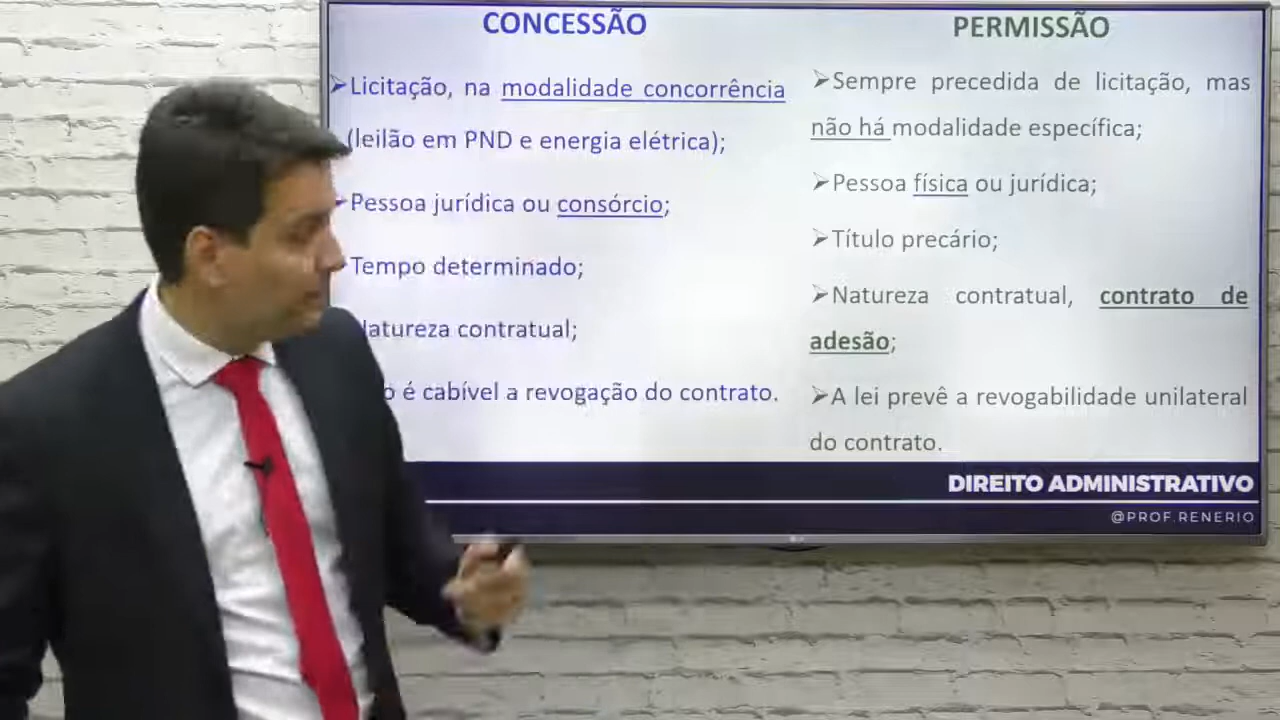 CONCESSÃO
Licitação, na modalidade concorrência
(leilão em PND e energia elétrica);
Pessoa jurídica ou consórcio;
Tempo determinado;
contratual;
é cabível a revogação do contrato.
PERMISSÃO
Sempre precedida de licitação, mas
não há modalidade específica;
Pessoa física ou jurídica;
Título precário;
Natureza contratual, contrato de
adesão;
A lei prevê a revogabilidade unilateral
do contrato.
DIREITO ADMINISTRATIVO
@PROF.RENERIO